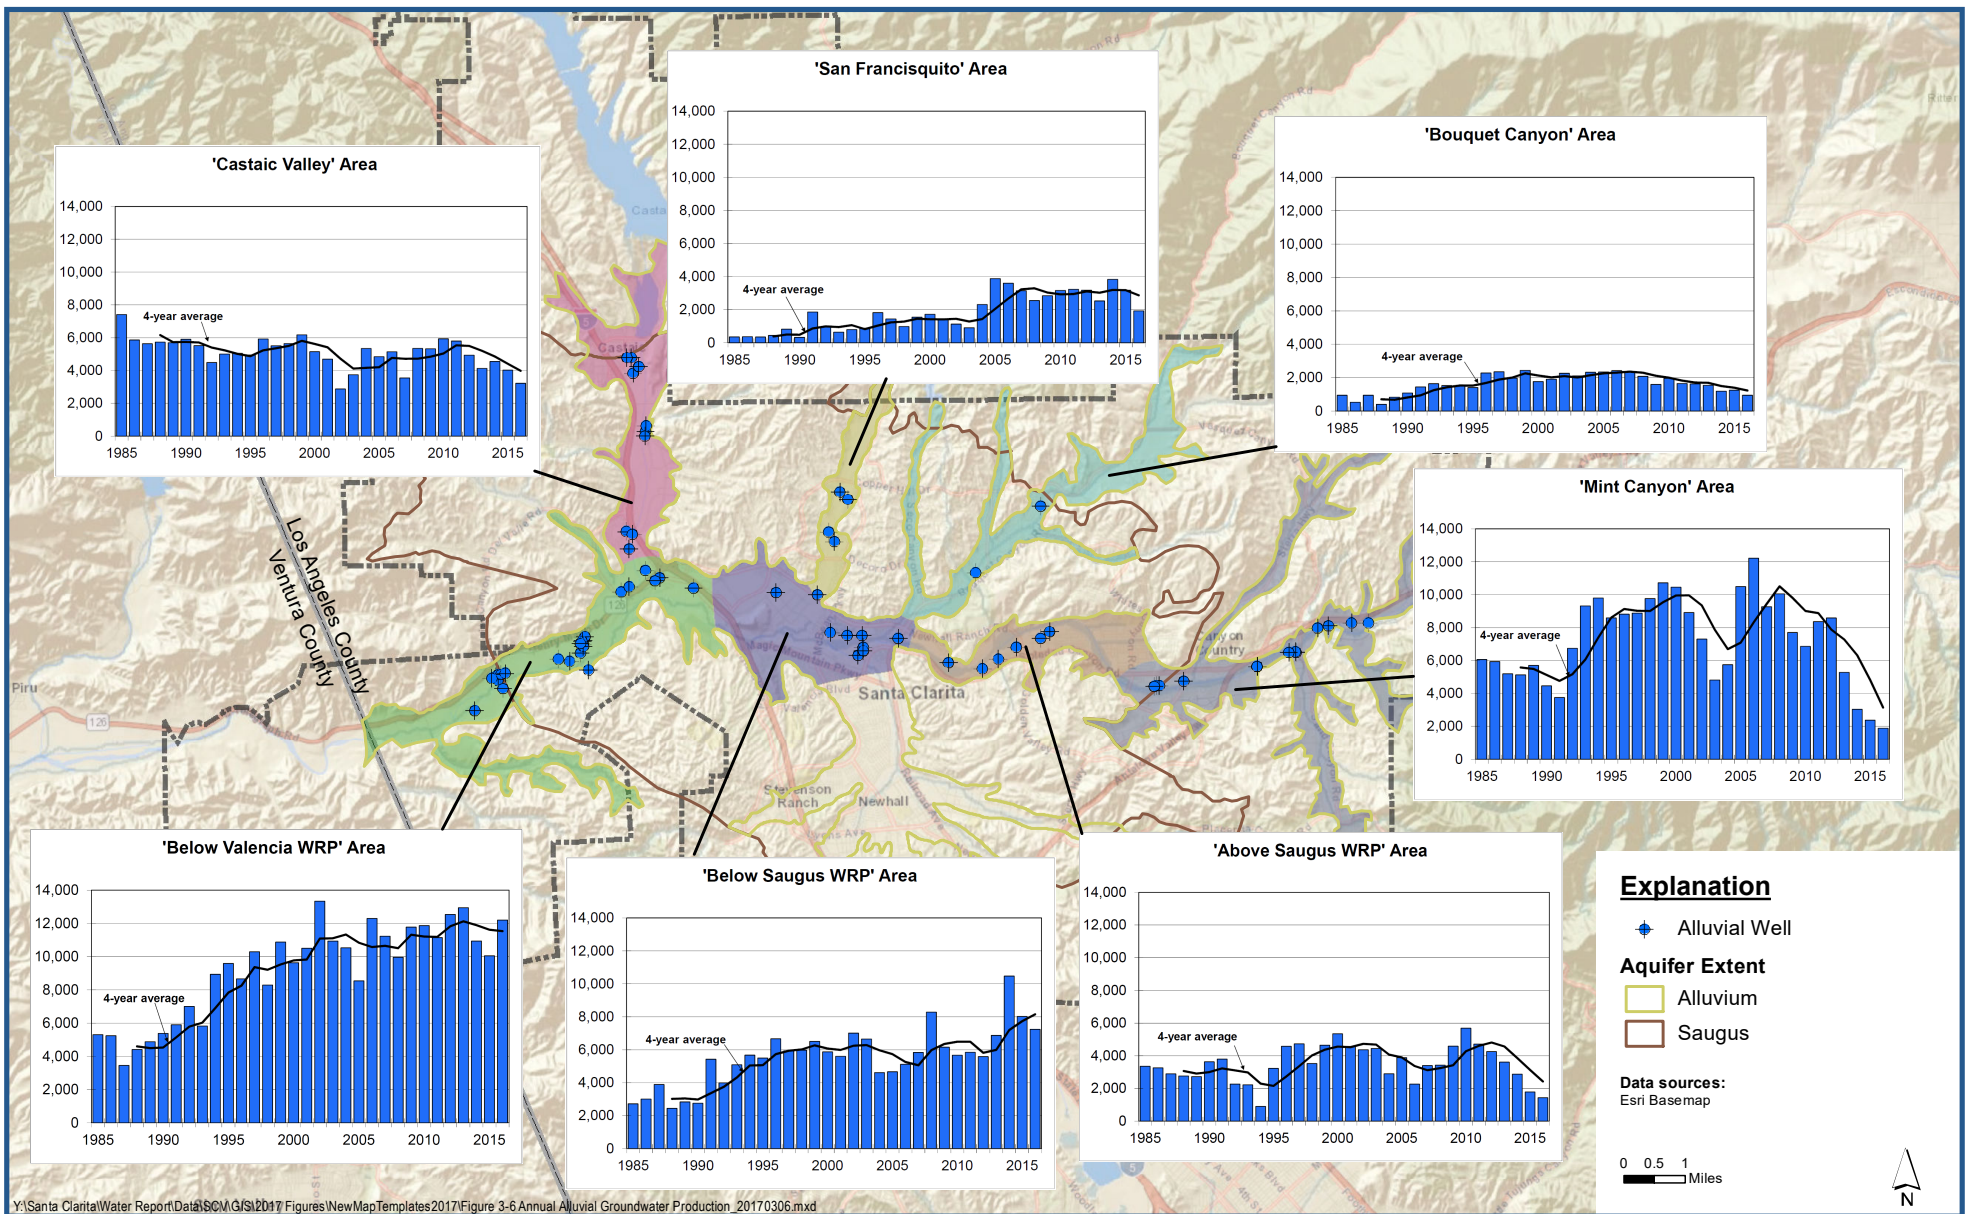 'San Francisquito' Area
14,000
12,000
10,000
8,000
6,000
4,000
2,000
0
4-year average
1985 1990 1995 2000 2005 2010 2015
'Bouquet Canyon' Area
14,000
12,000
10,000
8,000
6,000
4,000
2,000
0
4-year average
1985 1990 1995 2000 2005 2010 2015
'Castaic Valley' Area
14,000
12,000
10,000
8,000
6,000
4,000
2,000
0
4-year average
1985 1990 1995 2000 2005 2010 2015
'Mint Canyon' Area
14,000
12,000
10,000
8,000
6,000
4,000
2,000
0
4-year average
1985 1990 1995 2000 2005 2010 2015
Los Angeles County
Ventura County
Piru
126
126
Canyon
Country
Santa Clarita
Stevenson
Ranch
Newhall
'Below Valencia WRP' Area
14,000
12,000
10,000
8,000
6,000
4,000
2,000
0
4-year average
1985 1990 1995 2000 2005 2010 2015
'Below Saugus WRP' Area
14,000
12,000
10,000
8,000
6,000
4,000
2,000
0
4-year average
1985 1990 1995 2000 2005 2010 2015
'Above Saugus WRP' Area
14,000
12,000
10,000
8,000
6,000
4,000
2,000
0
4-year average
1985 1990 1995 2000 2005 2010 2015
Explanation
Alluvial Well
Aquifer Extent
Alluvium
Saugus
Data sources:
Esri Basemap
0 0.5 1
Miles
N
5
Y:\Santa Clarita\Water Report\Data\SCV\GIS\2017 Figures\NewMapTemplates2017\Figure 3-6 Annual Alluvial Groundwater Production_20170306.mxd